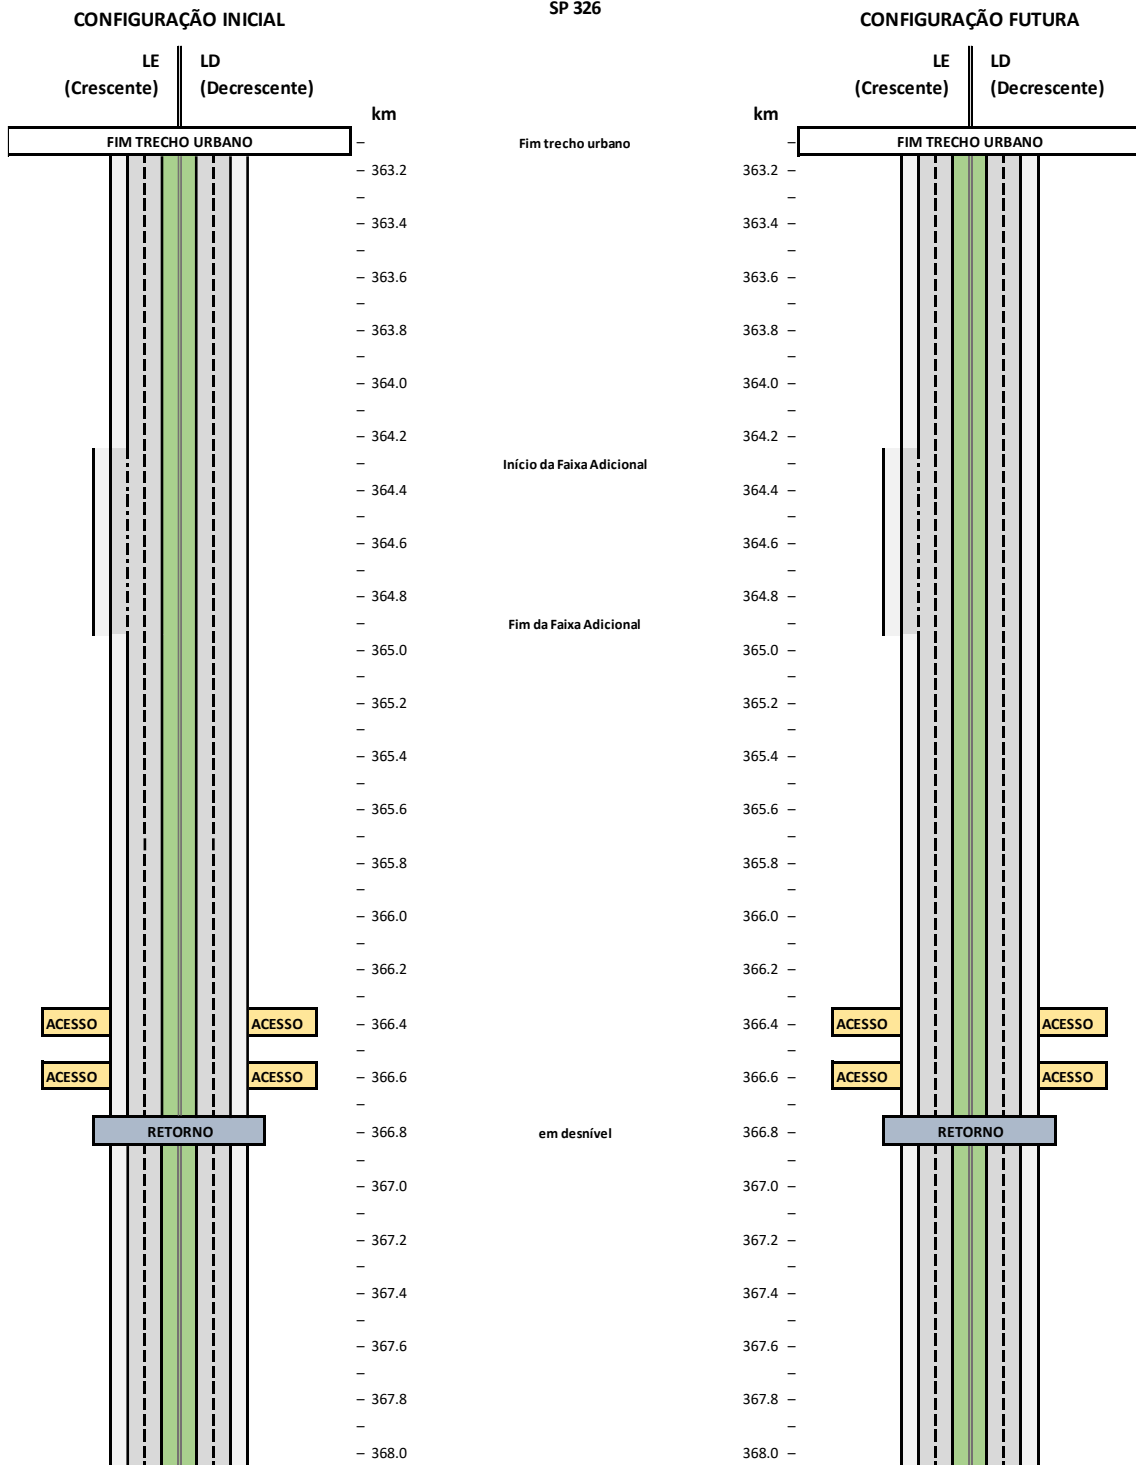 SP 326
CONFIGURAÇÃO INICIAL CONFIGURAÇÃO FUTURA
LE LD LE LD
(Crescente) (Decrescente) (Crescente) (Decrescente)
km km
FIM TRECHO URBANO – Fim trecho urbano – FIM TRECHO URBANO
– 363.2 363.2 –
– –
– 363.4 363.4 –
– –
– 363.6 363.6 –
– –
– 363.8 363.8 –
– –
– 364.0 364.0 –
– –
– 364.2 364.2 –
– Início da Faixa Adicional –
– 364.4 364.4 –
– –
– 364.6 364.6 –
– –
– 364.8 364.8 –
– Fim da Faixa Adicional –
– 365.0 365.0 –
– –
– 365.2 365.2 –
– –
– 365.4 365.4 –
– –
– 365.6 365.6 –
– –
– 365.8 365.8 –
– –
– 366.0 366.0 –
– –
– 366.2 366.2 –
– –
ACESSO ACESSO – 366.4 366.4 – ACESSO ACESSO
– –
ACESSO ACESSO – 366.6 366.6 – ACESSO ACESSO
– –
RETORNO – 366.8 em desnível 366.8 – RETORNO
– –
– 367.0 367.0 –
– –
– 367.2 367.2 –
– –
– 367.4 367.4 –
– –
– 367.6 367.6 –
– –
– 367.8 367.8 –
– –
– 368.0 368.0 –